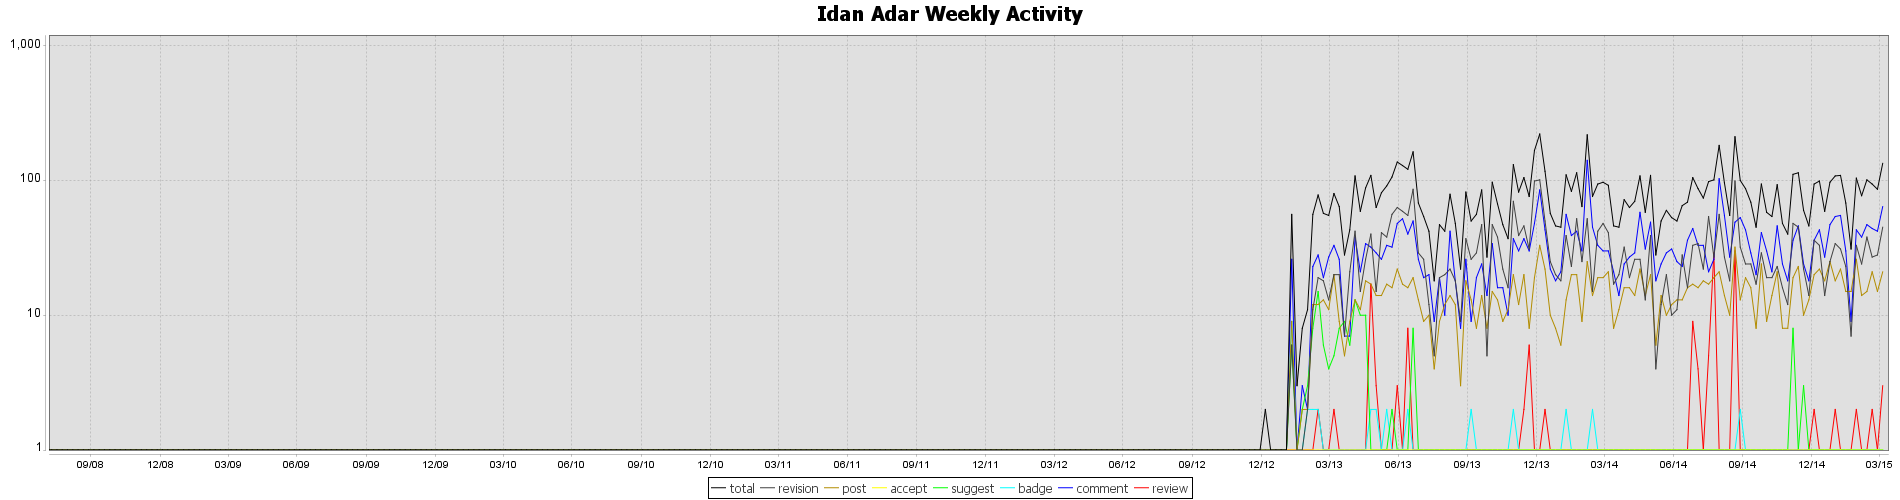 Idan Adar Weekly Activity
1,000
100
10
1
09/08 12/08 03/09 06/09 09/09 12/09 03/10 06/10 09/10 12/10 03/11 06/11 09/11 12/11 03/12 06/12 09/12 12/12 03/13 06/13 09/13 12/13 03/14 06/14 09/14 12/14 03/15
total revision post accept suggest badge comment review